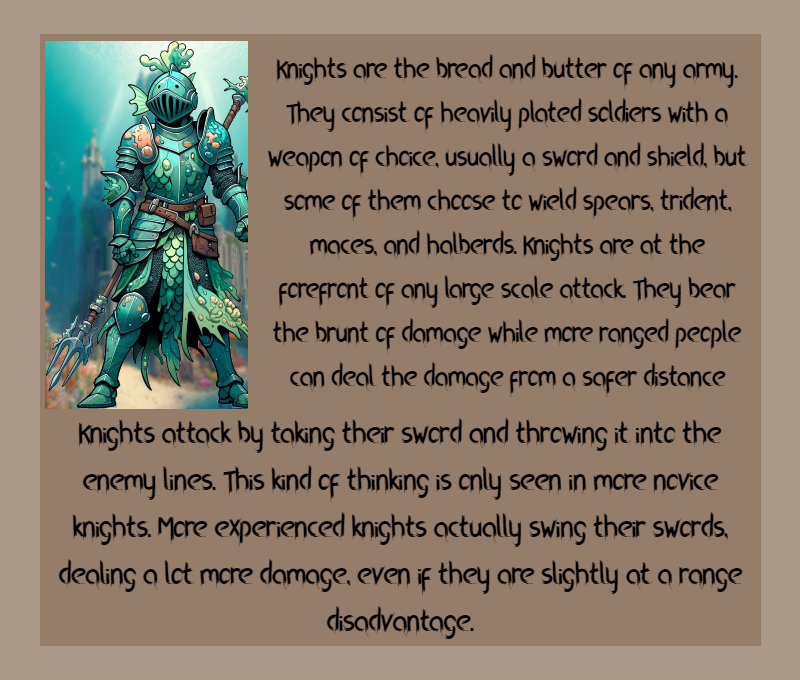 Knights are the bread and butter of any army.
They consist of heavily plated soldiers with a
weapon of choice, usually a sword and shield, but
some of them choose to wield spears, trident,
maces, and halberds. Knights are at the
forefront of any large scale attack. They bear
the brunt of damage while more ranged people
can deal the damage from a safer distance
Knights attack by taking their sword and throwing it into the
enemy lines. This kind of thinking is only seen in more novice
knights. More experienced knights actually swing their swords,
dealing a lot more damage, even if they are slightly at a range
disadvantage.